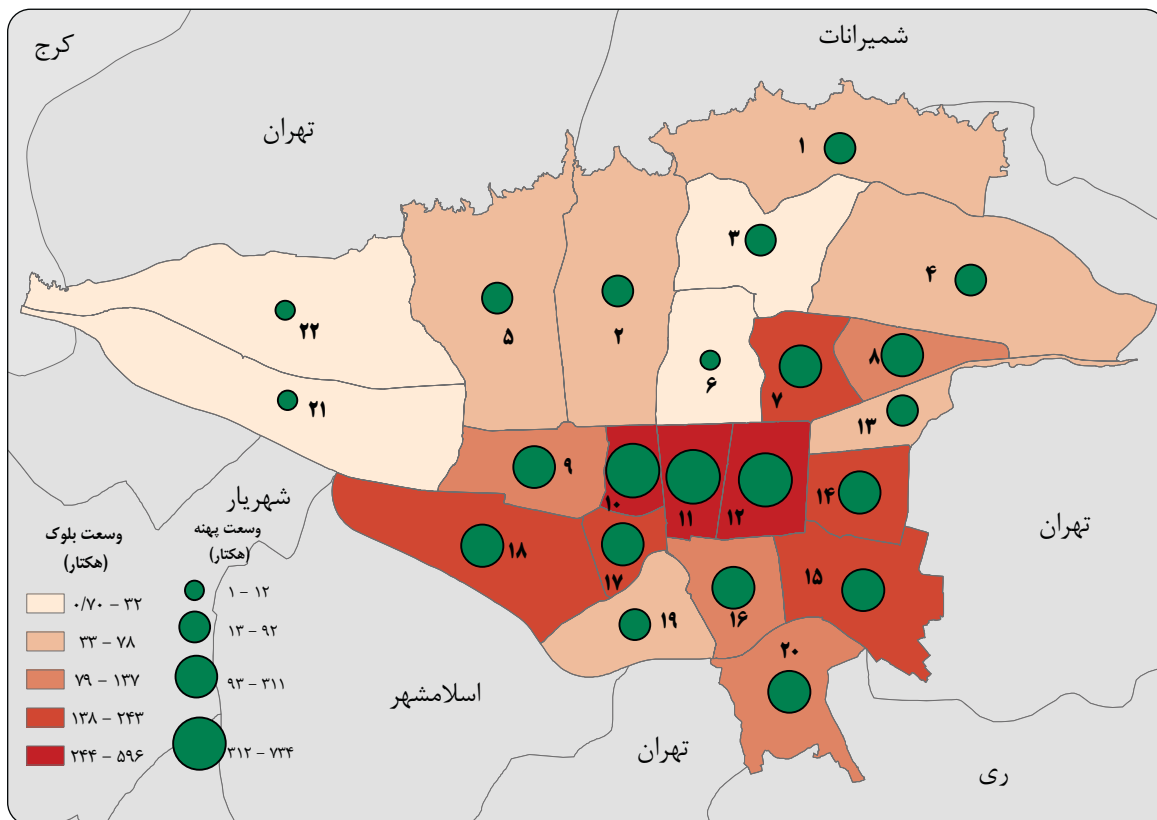 کرج
شمیرانات
تهران
۱
۳
۴
۵
۲
۲۲
۶
۷
۸
۲۱
۱۳
۹
۱۰
۱۱
۱۲
۱۴
شهریار
تهران
۱۸
۱۷
۱۵
۱۹
۱۶
۲۰
اسلامشهر
تهران
ری
وسعت بلوک
(هکتار)
۰/۷۰ – ۳۲
۳۳ – ۷۸
۷۹ – ۱۳۷
۱۳۸ – ۲۴۳
۲۴۴ – ۵۹۶
وسعت پهنه
(هکتار)
۱ – ۱۲
۱۳ – ۹۲
۹۳ – ۳۱۱
۳۱۲ – ۷۳۴